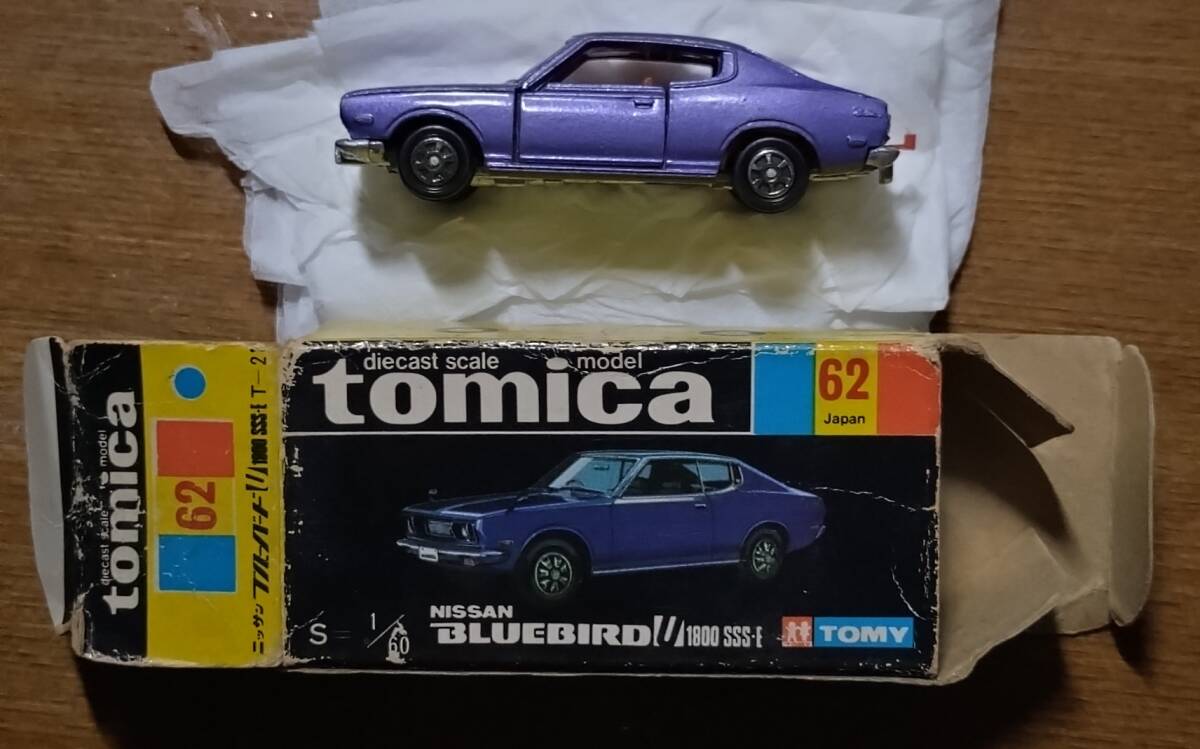 diecast scale model
tomica
62
Japan
S = 1/60
NISSAN
BLUEBIRD U 1800 SSS·E
TOMY
diecast scale model
tomica
62
ニッサン ブルーバード U 1800 SSS·E T-2